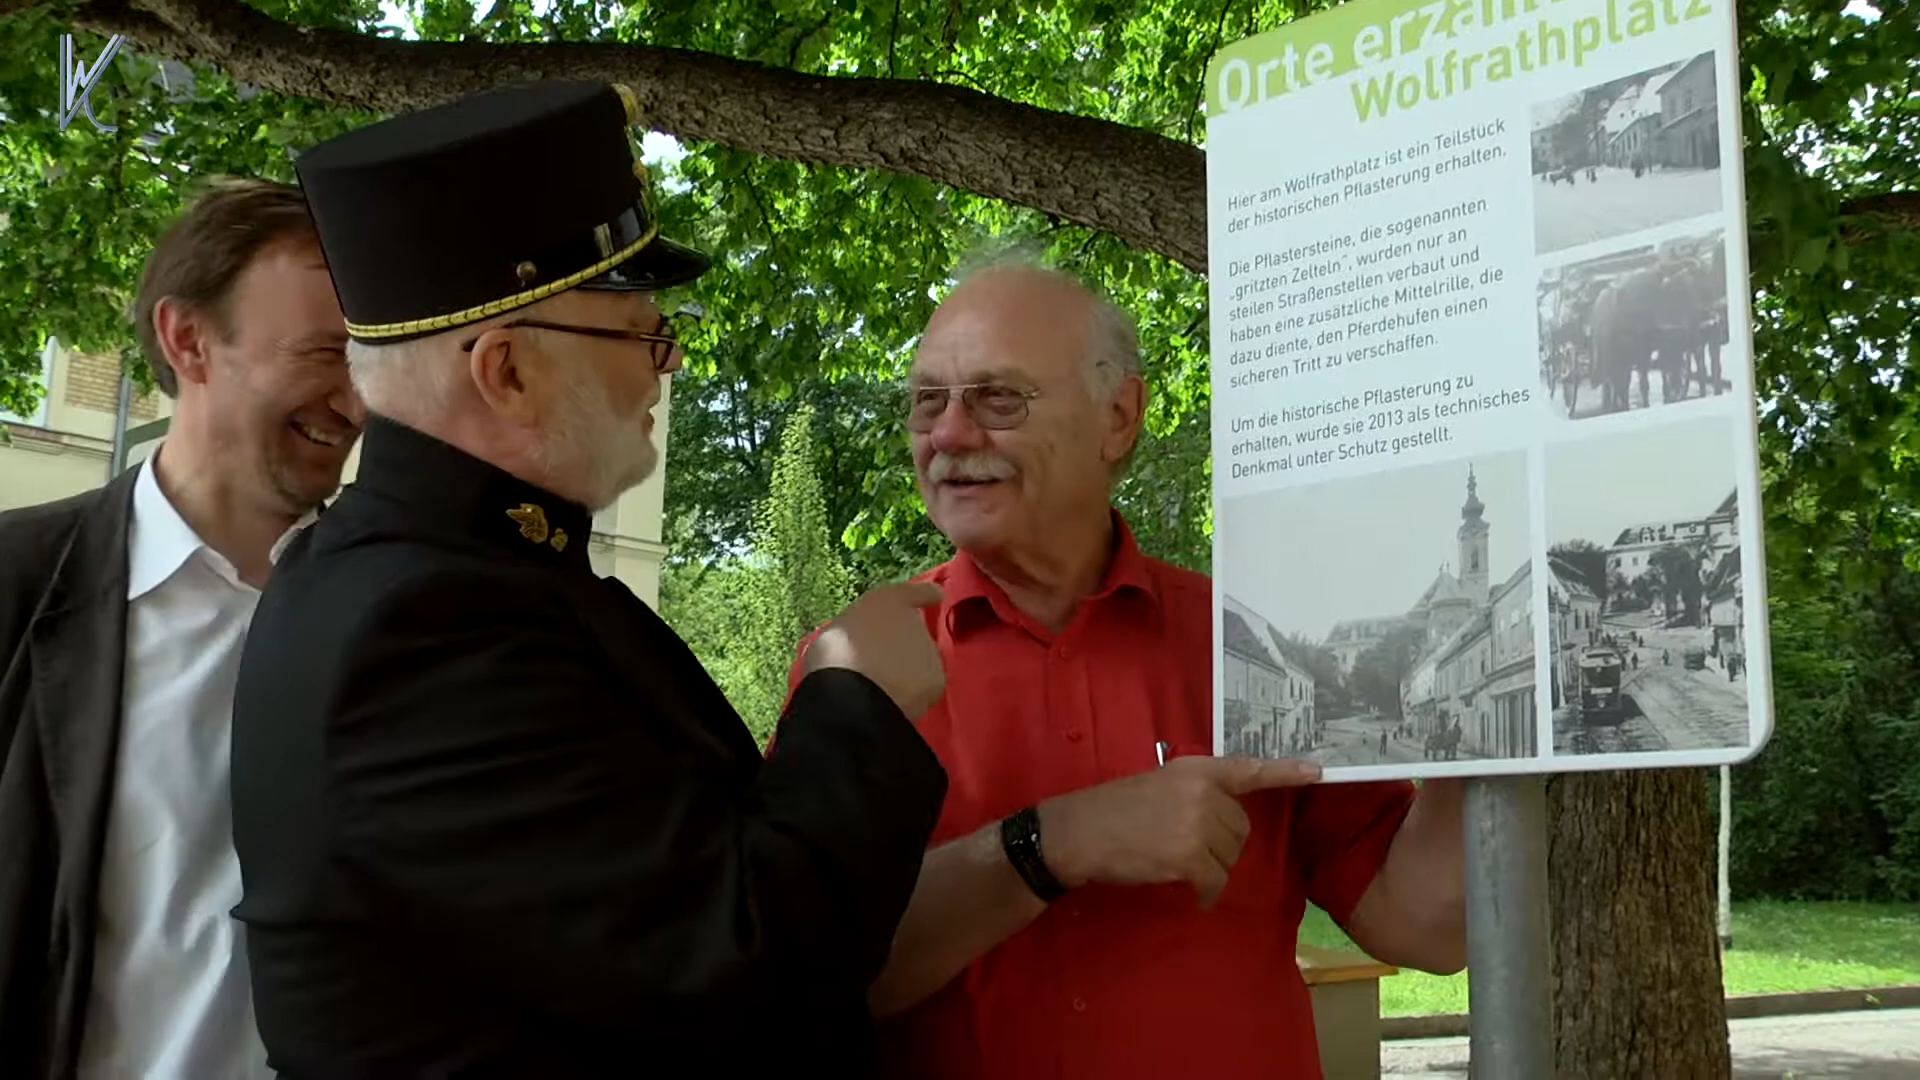 Orte erzählen
Wolfrathplatz
Hier am Wolfrathplatz ist ein Teilstück
der historischen Pflasterung erhalten.
Die Pflastersteine, die sogenannten
„gritzten Zelteln", wurden nur an
steilen Straßenstellen verbaut und
haben eine zusätzliche Mittelrille, die
dazu diente, den Pferdehufen einen
sicheren Tritt zu verschaffen.
Um die historische Pflasterung zu
erhalten, wurde sie 2013 als technisches
Denkmal unter Schutz gestellt.